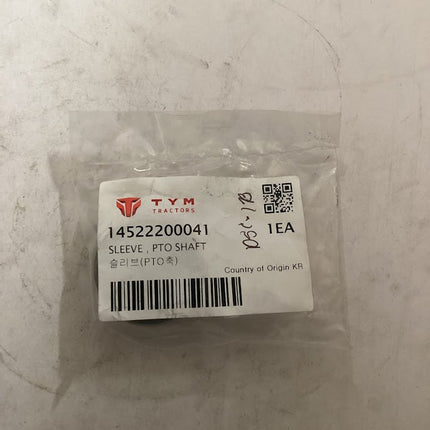 TYM
TRACTORS
14522200041
1EA
SLEEVE , PTO SHAFT
슬리브(PTO축)
Country of Origin KR